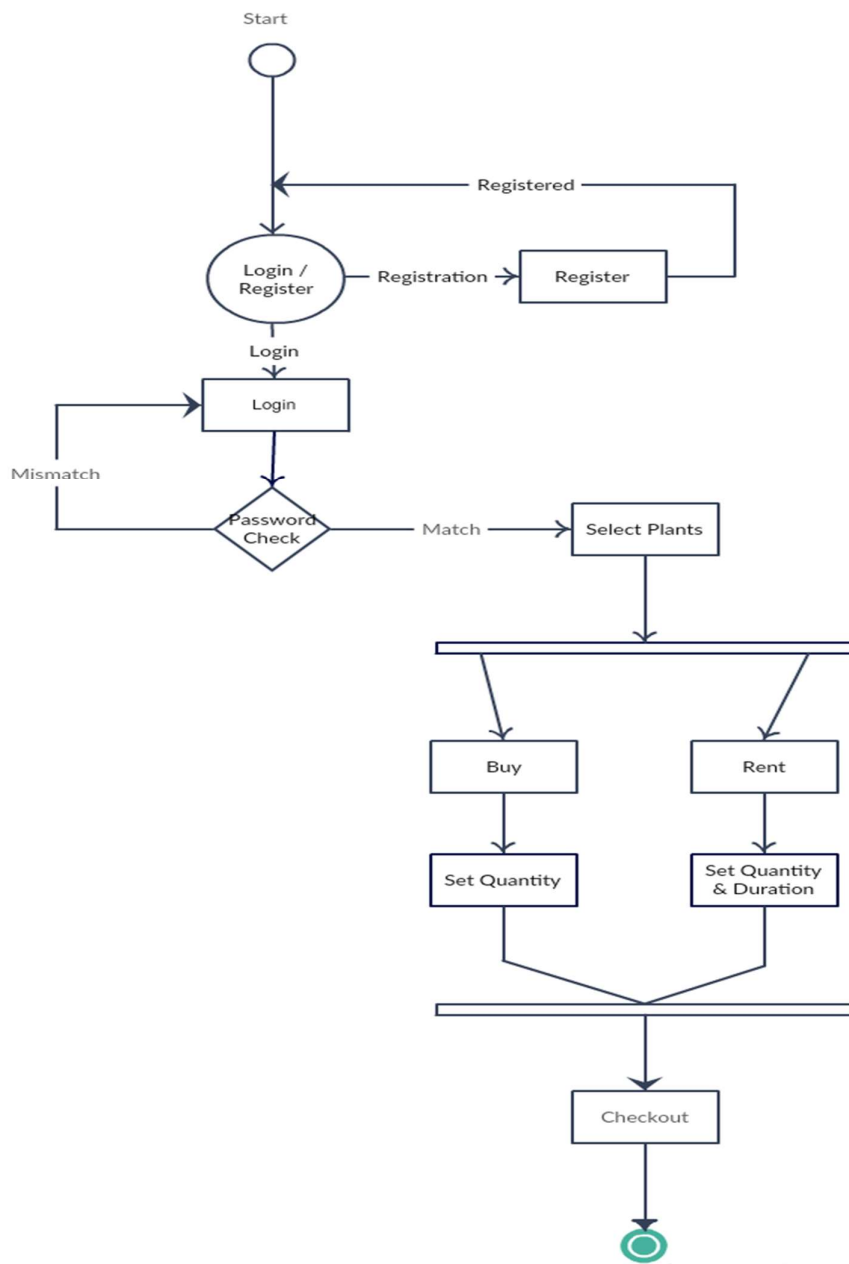 Start
Registered
Login /
Register
Registration
Register
Login
Login
Mismatch
Password
Check
Match
Select Plants
Buy
Rent
Set Quantity
Set Quantity
& Duration
Checkout